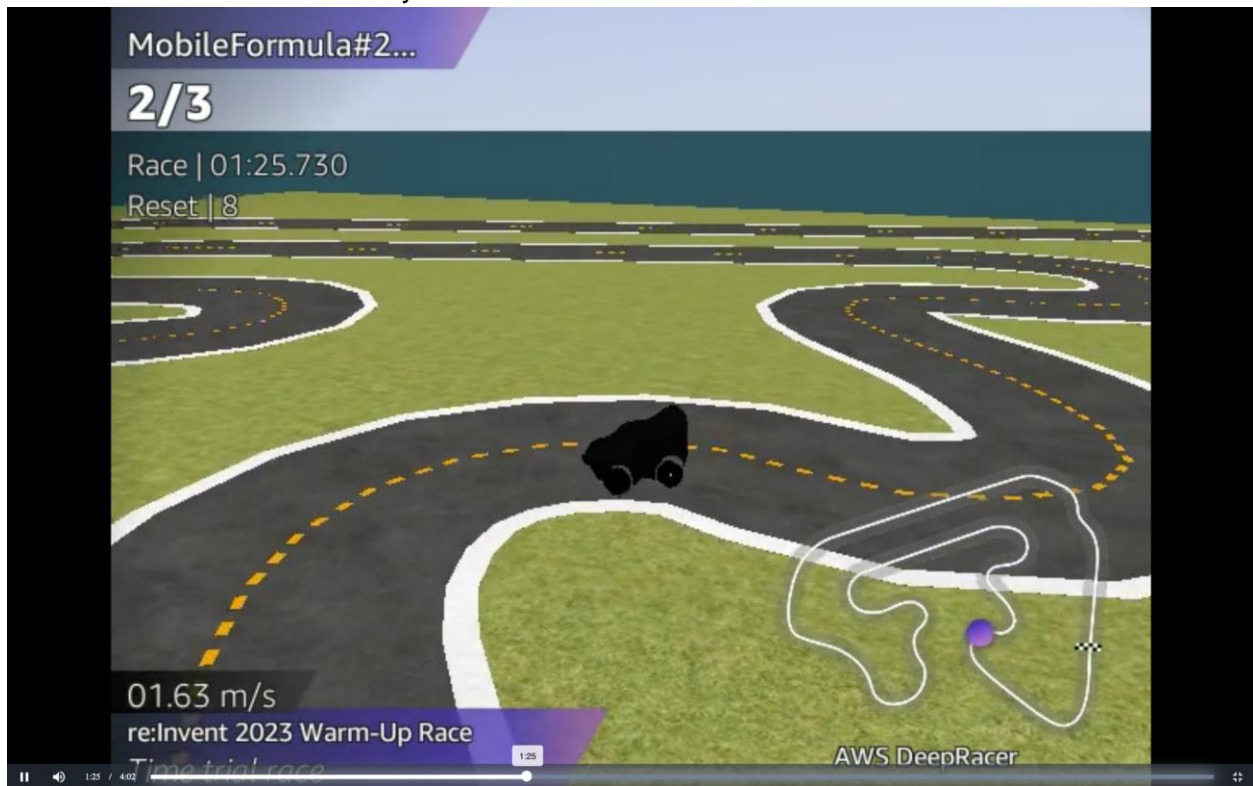 MobileFormula#2...
2/3
Race | 01:25.730
Reset | 8
01.63 m/s
re:Invent 2023 Warm-Up Race
Time trial race
AWS DeepRacer
1:25
1:25 / 4:02